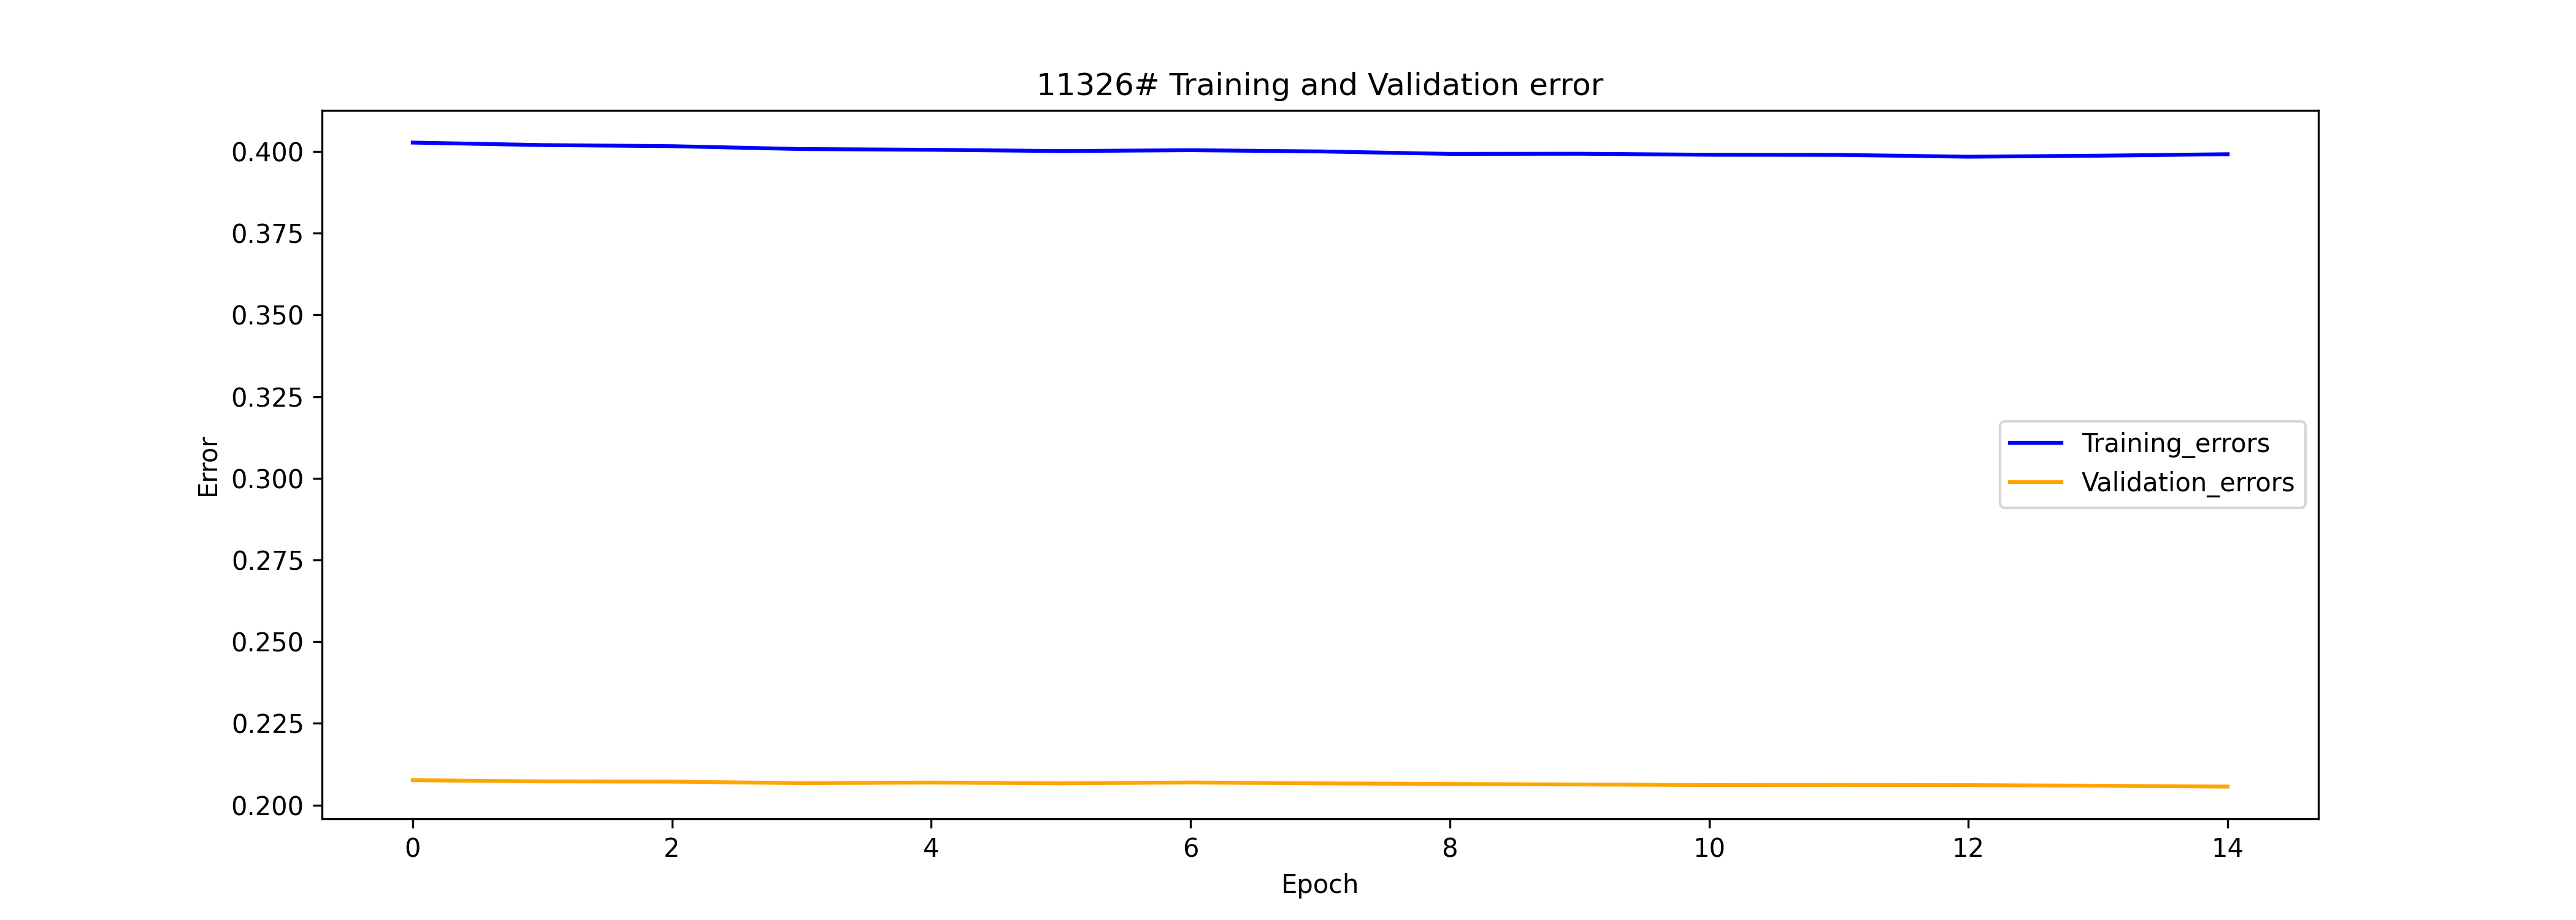 11326# Training and Validation error
0.400
0.375
0.350
0.325
0.300
0.275
0.250
0.225
0.200
Error
Training_errors
Validation_errors
0 2 4 6 8 10 12 14
Epoch